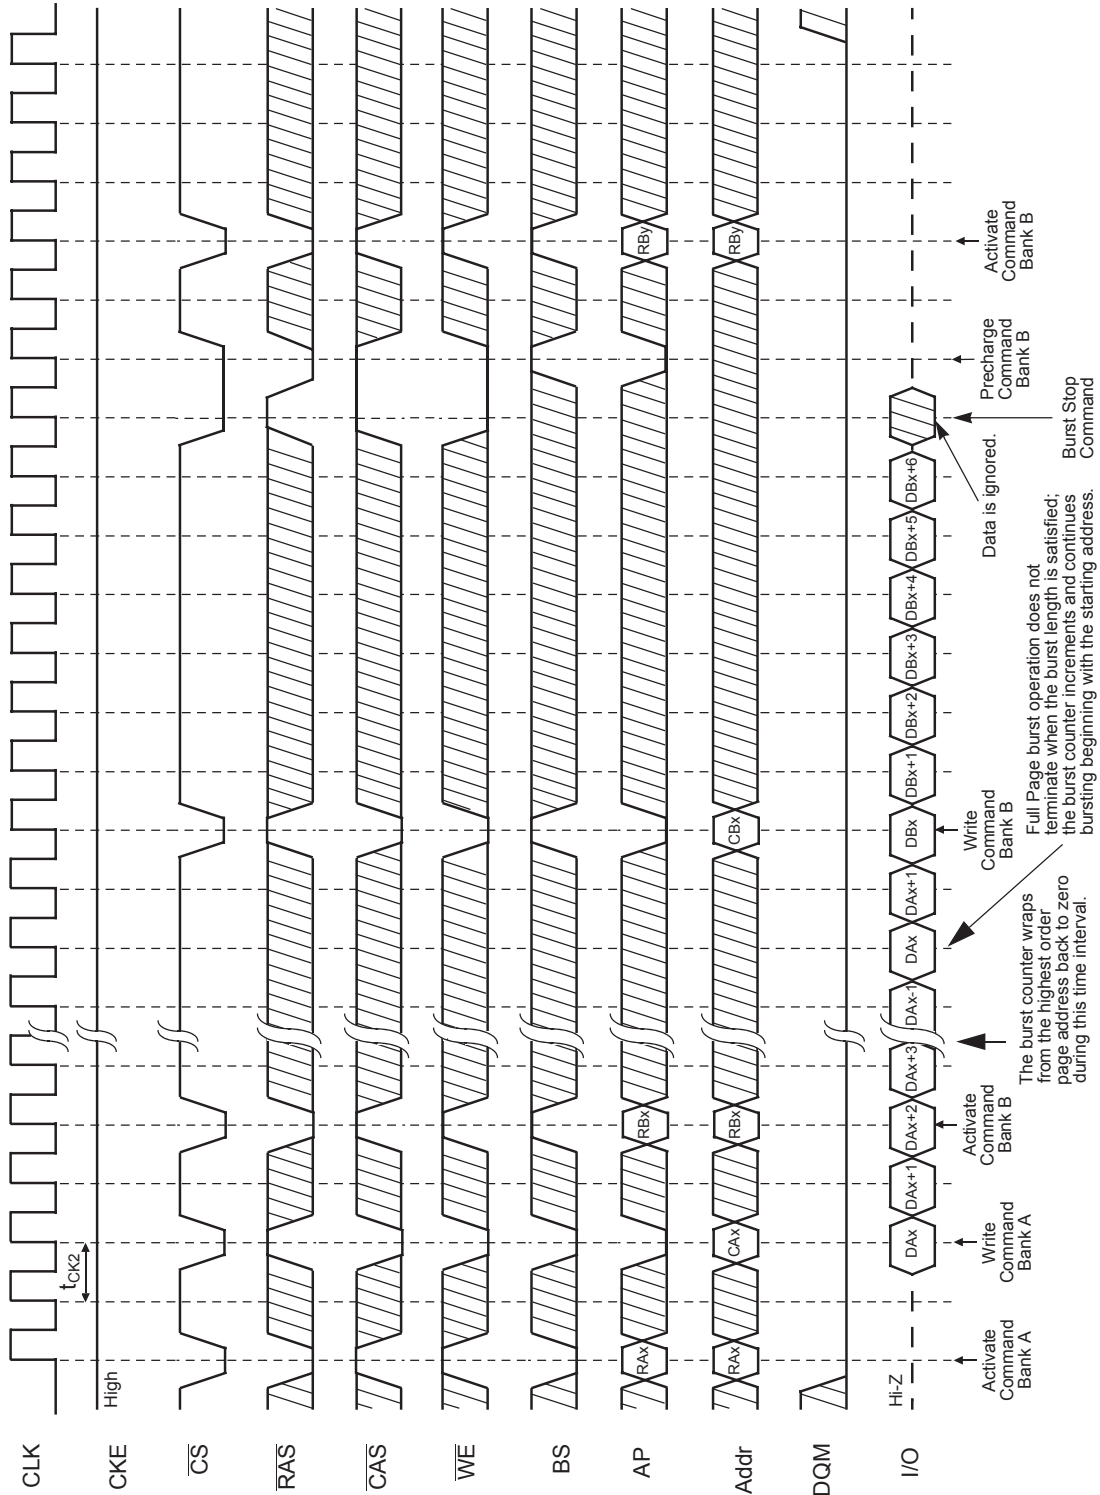 CLK
t CK2
CKE
High
CS
RAS
CAS
WE
BS
AP
RAx
RBx
RBy
Addr
RAx
CAx
RBx
CBx
RBy
DQM
I/O
Hi-Z
DAx
DAx+1
DAx+2
DAx+3
DAx-1
DAx
DAx+1
DBx
DBx+1
DBx+2
DBx+3
DBx+4
DBx+5
DBx+6
Activate
Command
Bank A
Write
Command
Bank A
Activate
Command
Bank B
The burst counter wraps
from the highest order
page address back to zero
during this time interval.
Write
Command
Bank B
Full Page burst operation does not
terminate when the burst length is satisfied;
the burst counter increments and continues
bursting beginning with the starting address.
Data is ignored.
Burst Stop
Command
Precharge
Command
Bank B
Activate
Command
Bank B